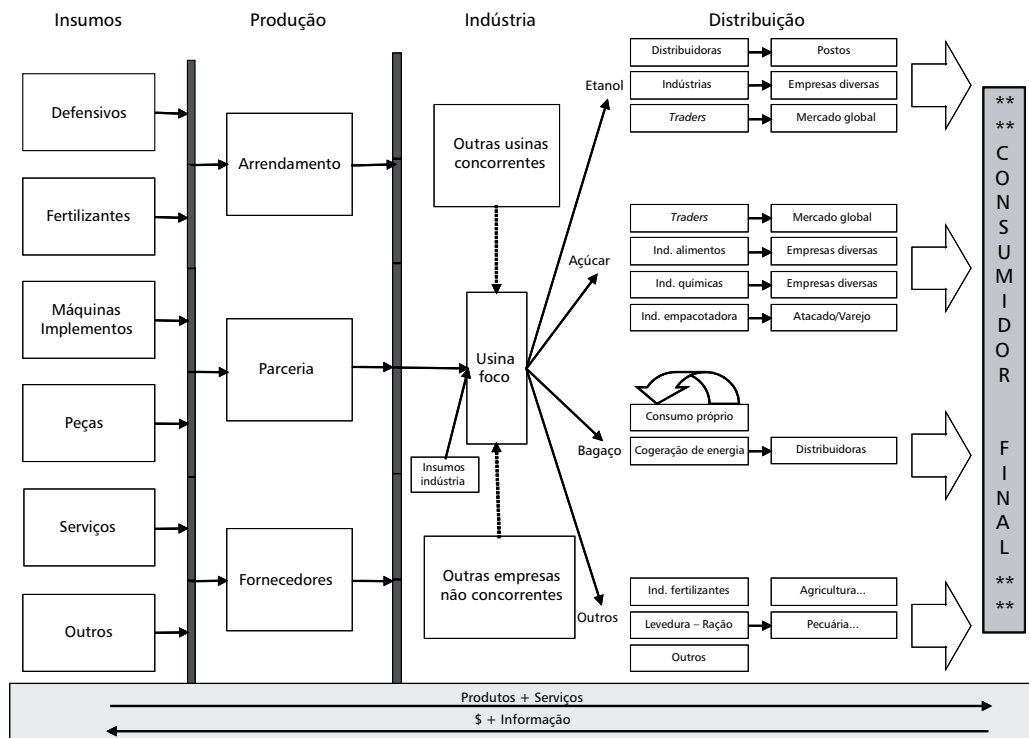 Insumos
Produção
Indústria
Distribuição
Defensivos
Fertilizantes
Máquinas
Implementos
Peças
Serviços
Outros
Arrendamento
Parceria
Fornecedores
Outras usinas
concorrentes
Usina
foco
Insumos
indústria
Outras empresas
não concorrentes
Etanol
Distribuidoras
Postos
Indústrias
Empresas diversas
Traders
Mercado global
Açúcar
Traders
Mercado global
Ind. alimentos
Empresas diversas
Ind. químicas
Empresas diversas
Ind. empacotadora
Atacado/Varejo
Bagaço
Consumo próprio
Cogeração de energia
Distribuidoras
Outros
Ind. fertilizantes
Agricultura...
Levedura – Ração
Pecuária...
Outros
** ** CONSUMIDOR FINAL ** **
Produtos + Serviços
$ + Informação